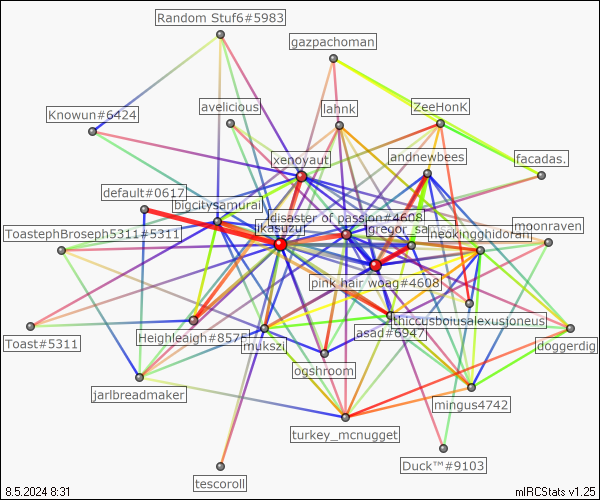 Random Stuf6#5983
gazpachoman
avelicious
lahnk
ZeeHonK
Knowun#6424
xenoyaut
andnewbees
facadas.
default#0617
bigcitysamurai
disaster of passion#4608
ikasuzu
gregor_sa
neokingghidorah
moonraven
ToastephBroseph5311#5311
pink hair woag#4608
thiccusboiusalexusjoneus
Toast#5311
Heighleaigh#857
asad#6947
mukszi
doggerdig
ogshroom
jarlbreadmaker
mingus4742
turkey_mcnugget
Duck™#9103
tescoroll
8.5.2024 8:31
mIRCStats v1.25